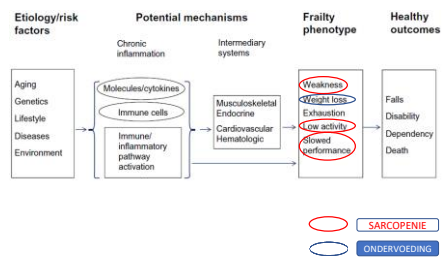 Etiology/risk
factors
Potential mechanisms
Frailty
phenotype
Healthy
outcomes
Chronic
inflammation
Intermediary
systems
Aging
Genetics
Lifestyle
Diseases
Environment
Molecules/cytokines
Immune cells
Immune/
inflammatory
pathway
activation
Musculoskeletal
Endocrine
Cardiovascular
Hematologic
Weakness
Weight loss
Exhaustion
Low activity
Slowed
performance
Falls
Disability
Dependency
Death
SARCOPENIE
ONDERVOEDING